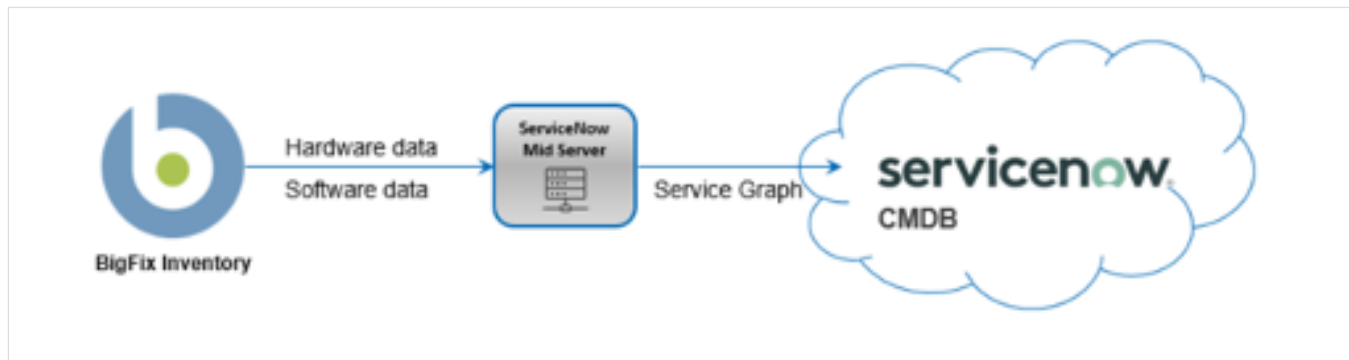 BigFix Inventory
Hardware data
Software data
ServiceNow
Mid Server
Service Graph
servicenow
CMDB